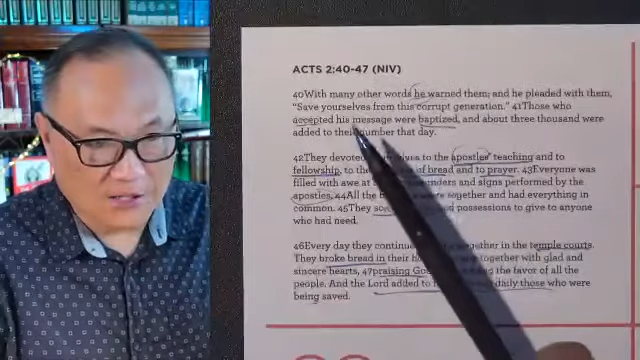 ACTS 2:40-47 (NIV)
40With many other words he warned them; and he pleaded with them,
"Save yourselves from this corrupt generation." 41Those who
accepted his message were baptized, and about three thousand were
added to their number that day.
42They devoted to the apostles' teaching and to
fellowship, to the of bread and to prayer. 43Everyone was
filled with awe at and signs performed by the
apostles. 44All the were together and had everything in
common. 45They possessions to give to anyone
who had need.
46Every day they together in the temple courts.
They broke bread in their together with glad and
sincere hearts, 47praising the favor of all the
people. And the Lord added to daily those who were
being saved.